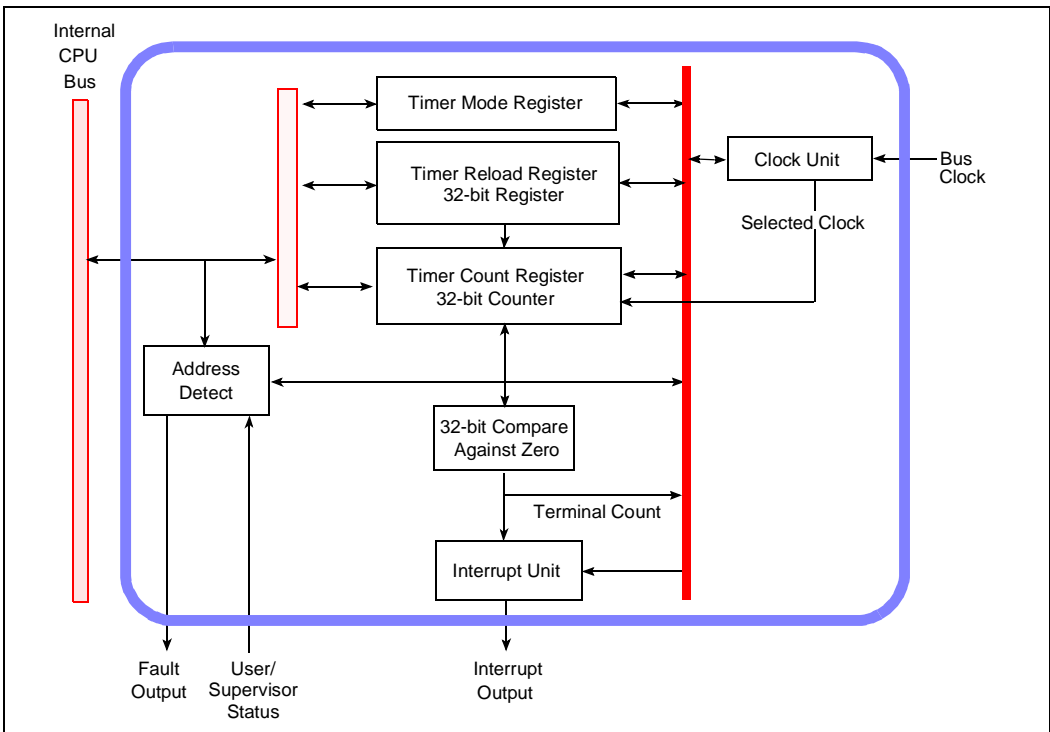 Internal
CPU
Bus
Timer Mode Register
Timer Reload Register
32-bit Register
Clock Unit
Bus
Clock
Selected Clock
Timer Count Register
32-bit Counter
Address
Detect
32-bit Compare
Against Zero
Terminal Count
Interrupt Unit
Fault
Output
User/
Supervisor
Status
Interrupt
Output